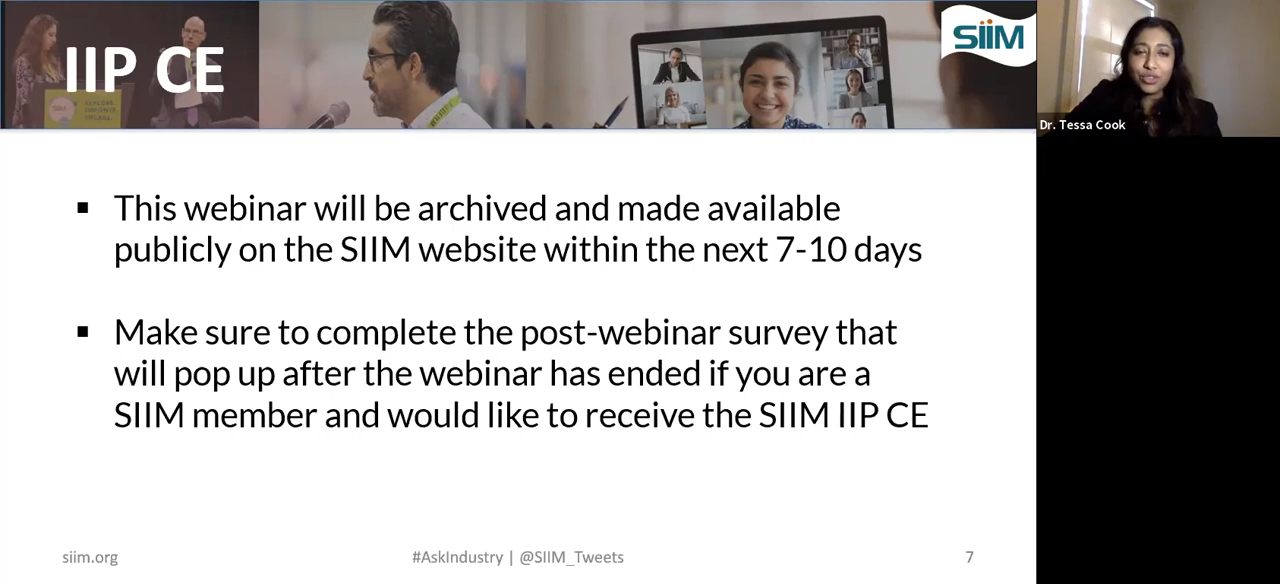 IIP CE
SiiM
Dr. Tessa Cook
▪ This webinar will be archived and made available
publicly on the SIIM website within the next 7-10 days
▪ Make sure to complete the post-webinar survey that
will pop up after the webinar has ended if you are a
SIIM member and would like to receive the SIIM IIP CE
siim.org
#AskIndustry | @SIIM_Tweets
7